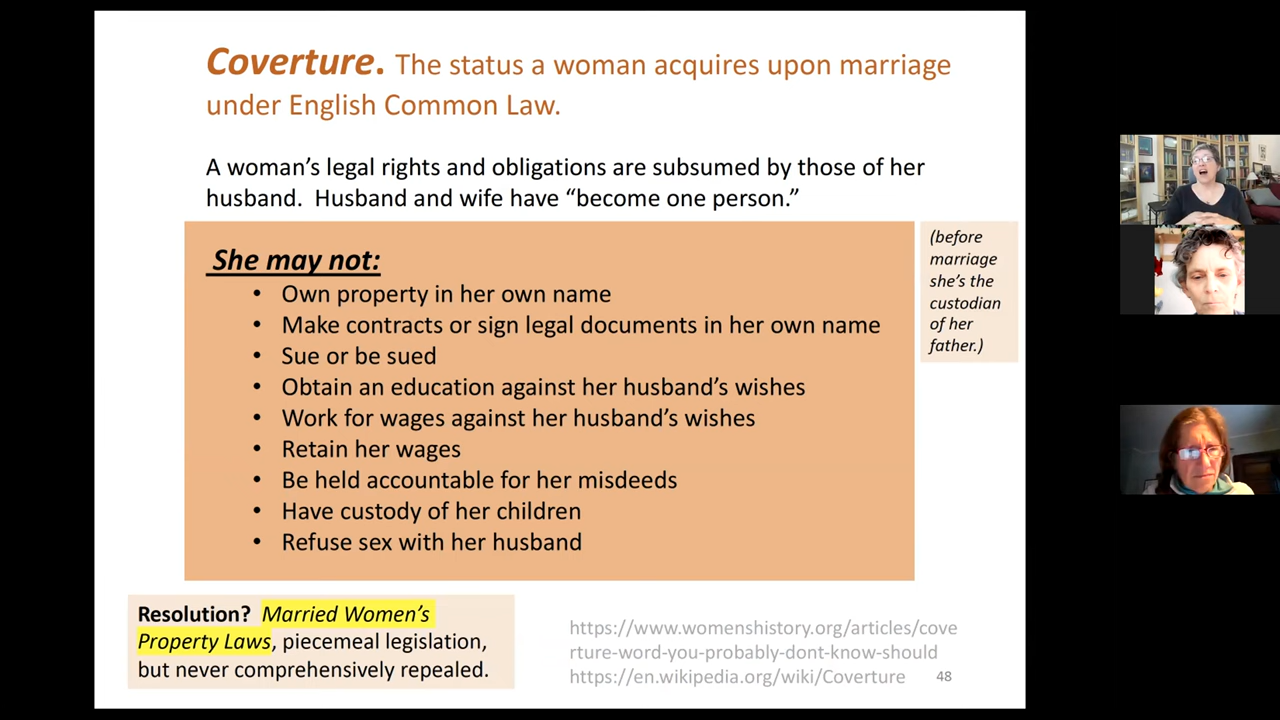 Coverture. The status a woman acquires upon marriage
under English Common Law.
A woman’s legal rights and obligations are subsumed by those of her
husband. Husband and wife have “become one person.”
She may not:
• Own property in her own name
• Make contracts or sign legal documents in her own name
• Sue or be sued
• Obtain an education against her husband’s wishes
• Work for wages against her husband’s wishes
• Retain her wages
• Be held accountable for her misdeeds
• Have custody of her children
• Refuse sex with her husband
(before
marriage
she’s the
custodian
of her
father.)
Resolution? Married Women’s
Property Laws, piecemeal legislation,
but never comprehensively repealed.
https://www.womenshistory.org/articles/cove
rture-word-you-probably-dont-know-should
https://en.wikipedia.org/wiki/Coverture
48